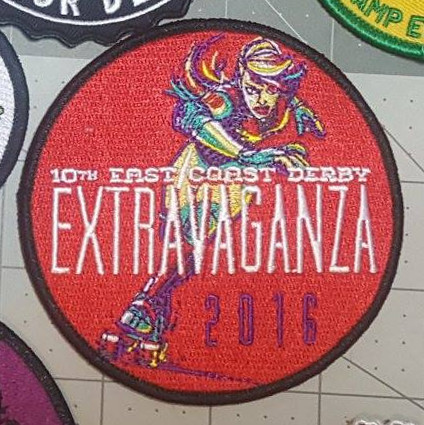 10TH EAST COAST DERBY
EXTRAVAGANZA
2016